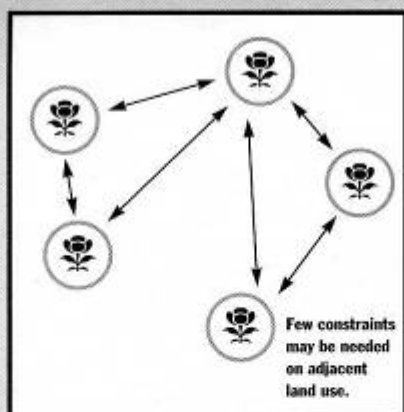 Few constraints
may be needed
on adjacent
land use.